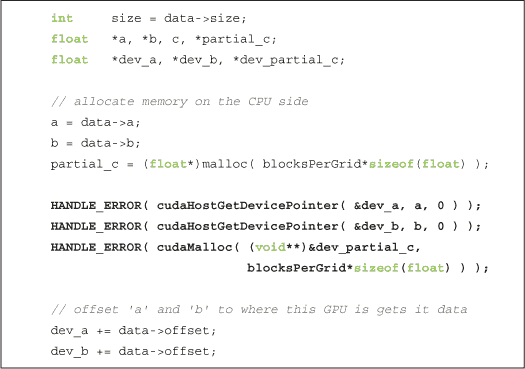 int size = data->size;
float *a, *b, c, *partial_c;
float *dev_a, *dev_b, *dev_partial_c;
// allocate memory on the CPU side
a = data->a;
b = data->b;
partial_c = (float*)malloc( blocksPerGrid*sizeof(float) );
HANDLE_ERROR( cudaHostGetDevicePointer( &dev_a, a, 0 ) );
HANDLE_ERROR( cudaHostGetDevicePointer( &dev_b, b, 0 ) );
HANDLE_ERROR( cudaMalloc( (void**)&dev_partial_c,
blocksPerGrid*sizeof(float) ) );
// offset 'a' and 'b' to where this GPU is gets it data
dev_a += data->offset;
dev_b += data->offset;